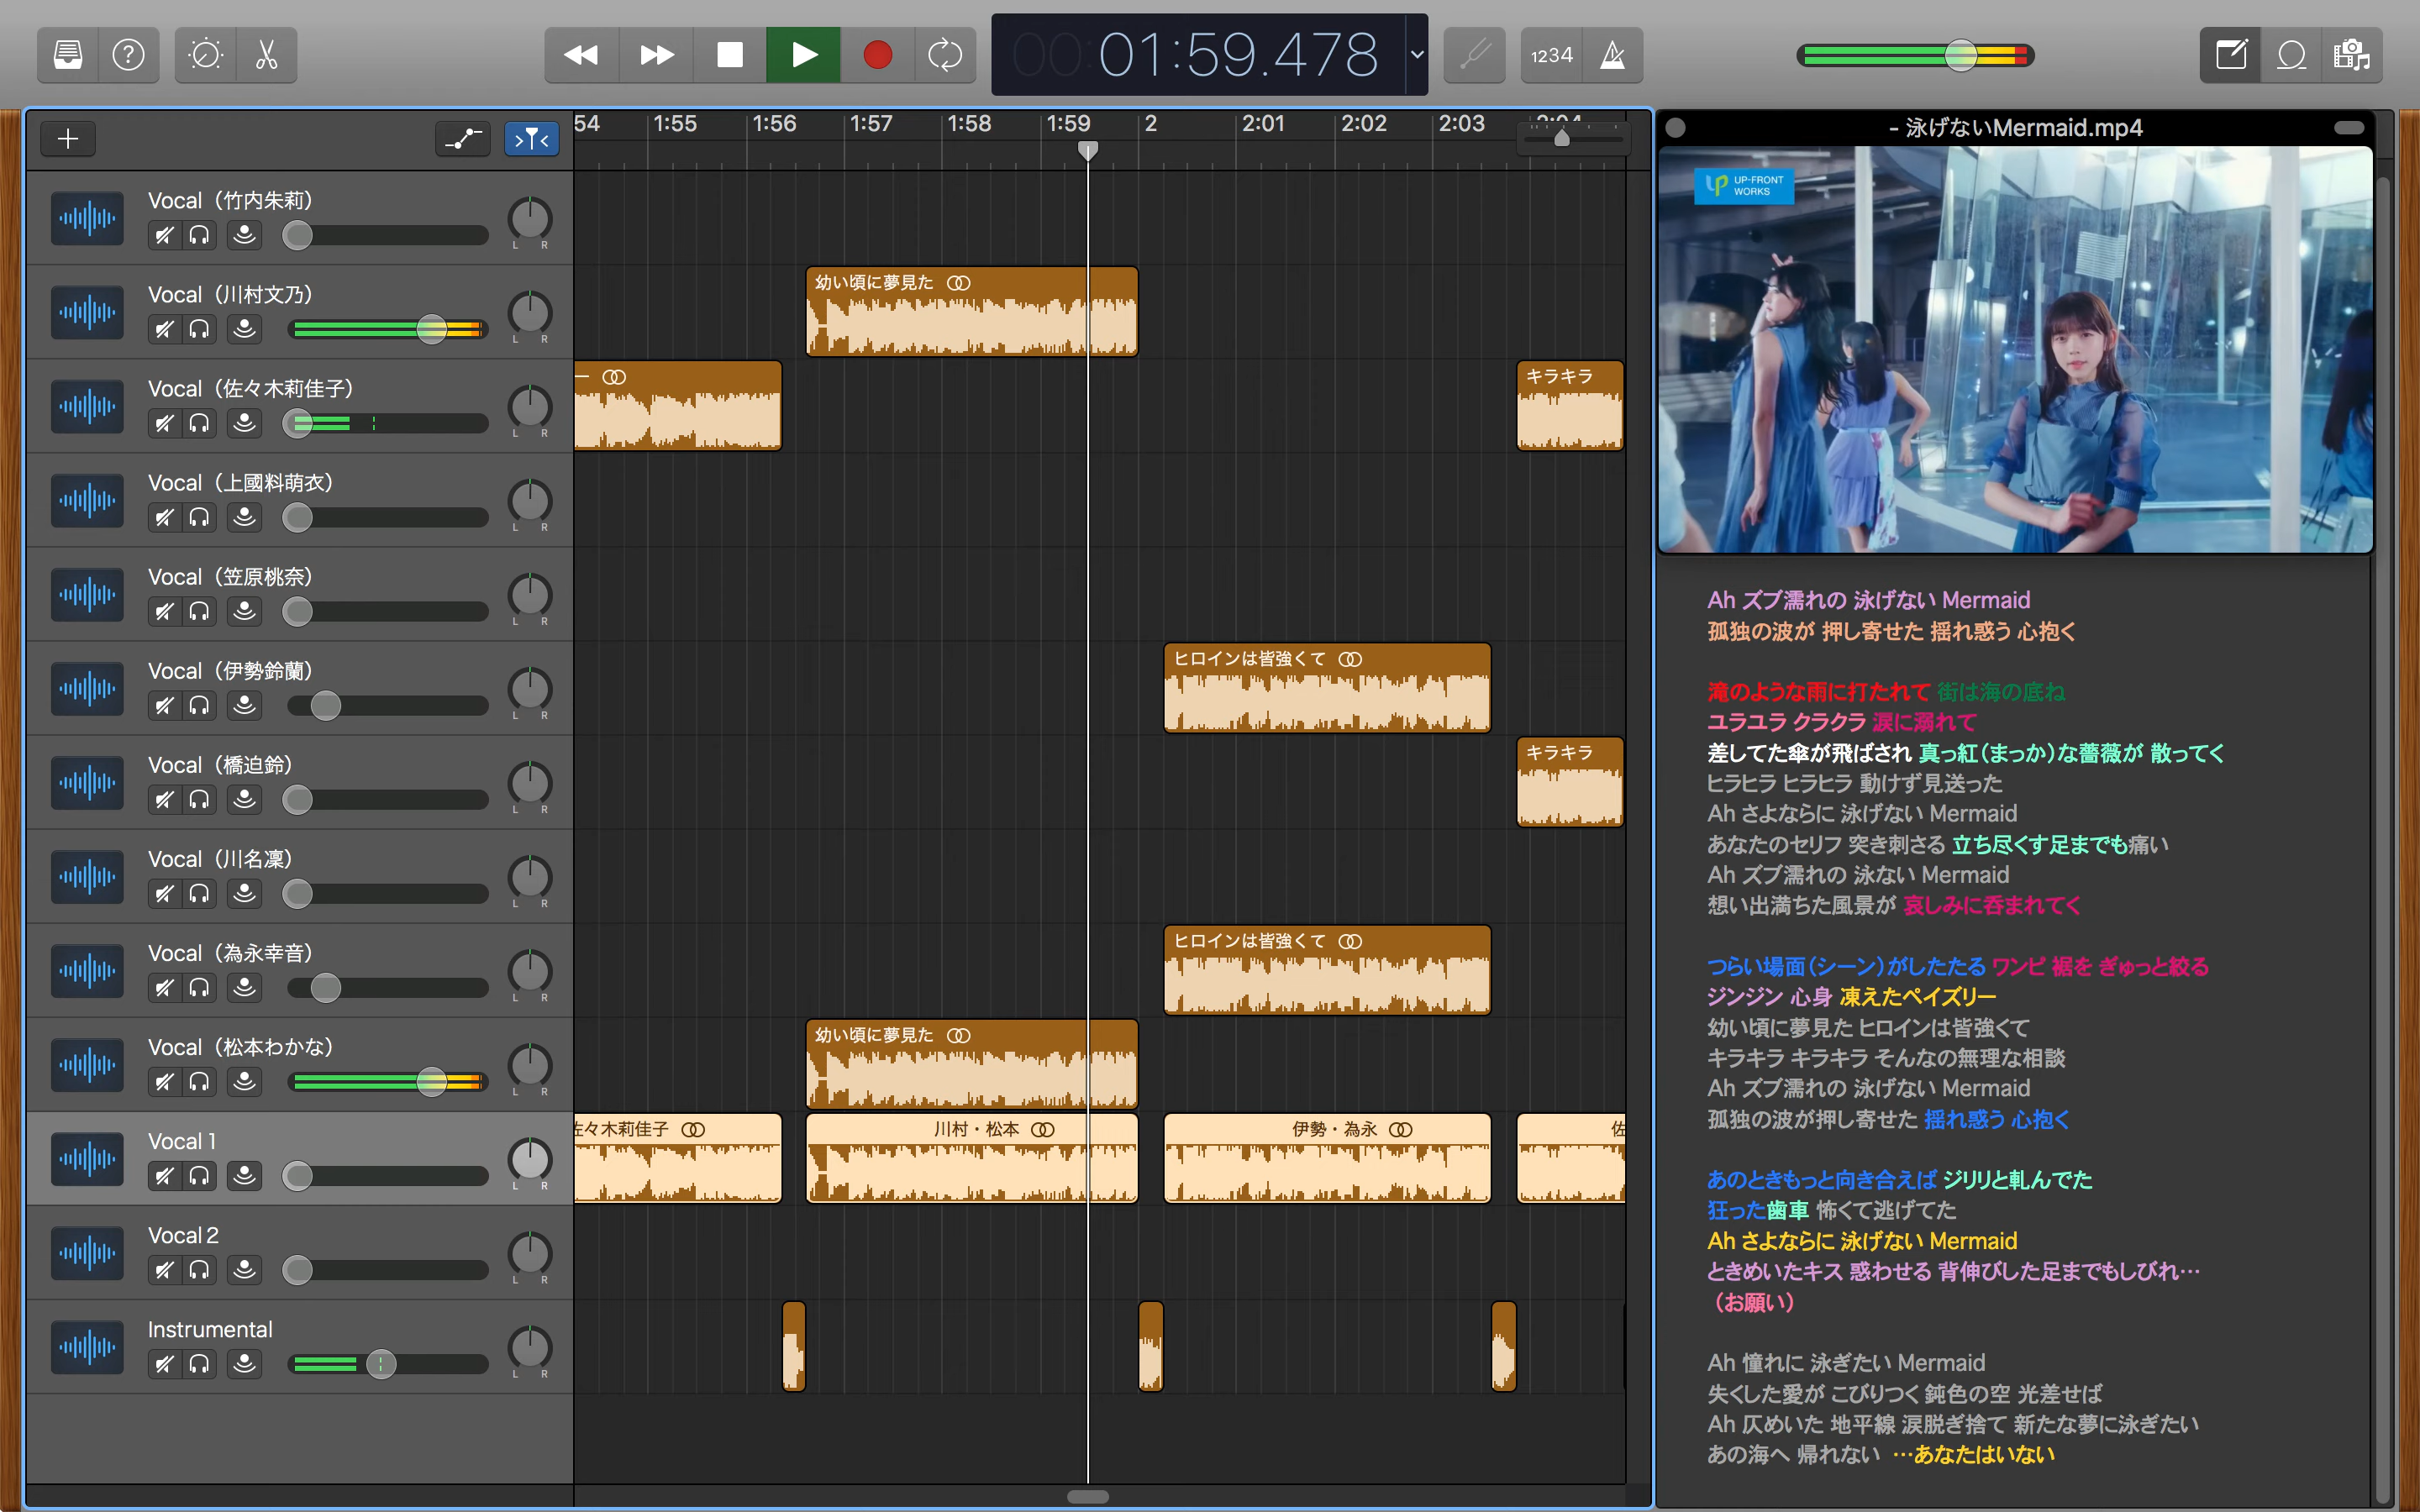 00:01:59.478
1234
54 1:55 1:56 1:57 1:58 1:59 2 2:01 2:02 2:03 2:04
Vocal（竹内朱莉）
L R
Vocal（川村文乃）
L R
幼い頃に夢見た
Vocal（佐々木莉佳子）
L R
ー
キラキラ
Vocal（上國料萌衣）
L R
Vocal（笠原桃奈）
L R
Vocal（伊勢鈴蘭）
L R
ヒロインは皆強くて
Vocal（橋迫鈴）
L R
キラキラ
Vocal（川名凜）
L R
Vocal（為永幸音）
L R
ヒロインは皆強くて
Vocal（松本わかな）
L R
幼い頃に夢見た
Vocal 1
L R
佐々木莉佳子
川村・松本
伊勢・為永
佐
Vocal 2
L R
Instrumental
L R
- 泳げないMermaid.mp4
UP-FRONT
WORKS
Ah ズブ濡れの 泳げない Mermaid
孤独の波が 押し寄せた 揺れ惑う 心抱く
滝のような雨に打たれて 街は海の底ね
ユラユラ クラクラ 涙に溺れて
差してた傘が飛ばされ 真っ紅（まっか）な薔薇が 散ってく
ヒラヒラ ヒラヒラ 動けず見送った
Ah さよならに 泳げない Mermaid
あなたのセリフ 突き刺さる 立ち尽くす足までも痛い
Ah ズブ濡れの 泳ない Mermaid
想い出満ちた風景が 哀しみに呑まれてく
つらい場面（シーン）がしたたる ワンピ 裾を ぎゅっと絞る
ジンジン 心身 凍えたペイズリー
幼い頃に夢見た ヒロインは皆強くて
キラキラ キラキラ そんなの無理な相談
Ah ズブ濡れの 泳げない Mermaid
孤独の波が押し寄せた 揺れ惑う 心抱く
あのときもっと向き合えば ジリリと軋んでた
狂った歯車 怖くて逃げてた
Ah さよならに 泳げない Mermaid
ときめいたキス 惑わせる 背伸びした足までもしびれ…
（お願い）
Ah 憧れに 泳ぎたい Mermaid
失くした愛が こびりつく 鈍色の空 光差せば
Ah 仄めいた 地平線 涙脱ぎ捨て 新たな夢に泳ぎたい
あの海へ 帰れない …あなたはいない